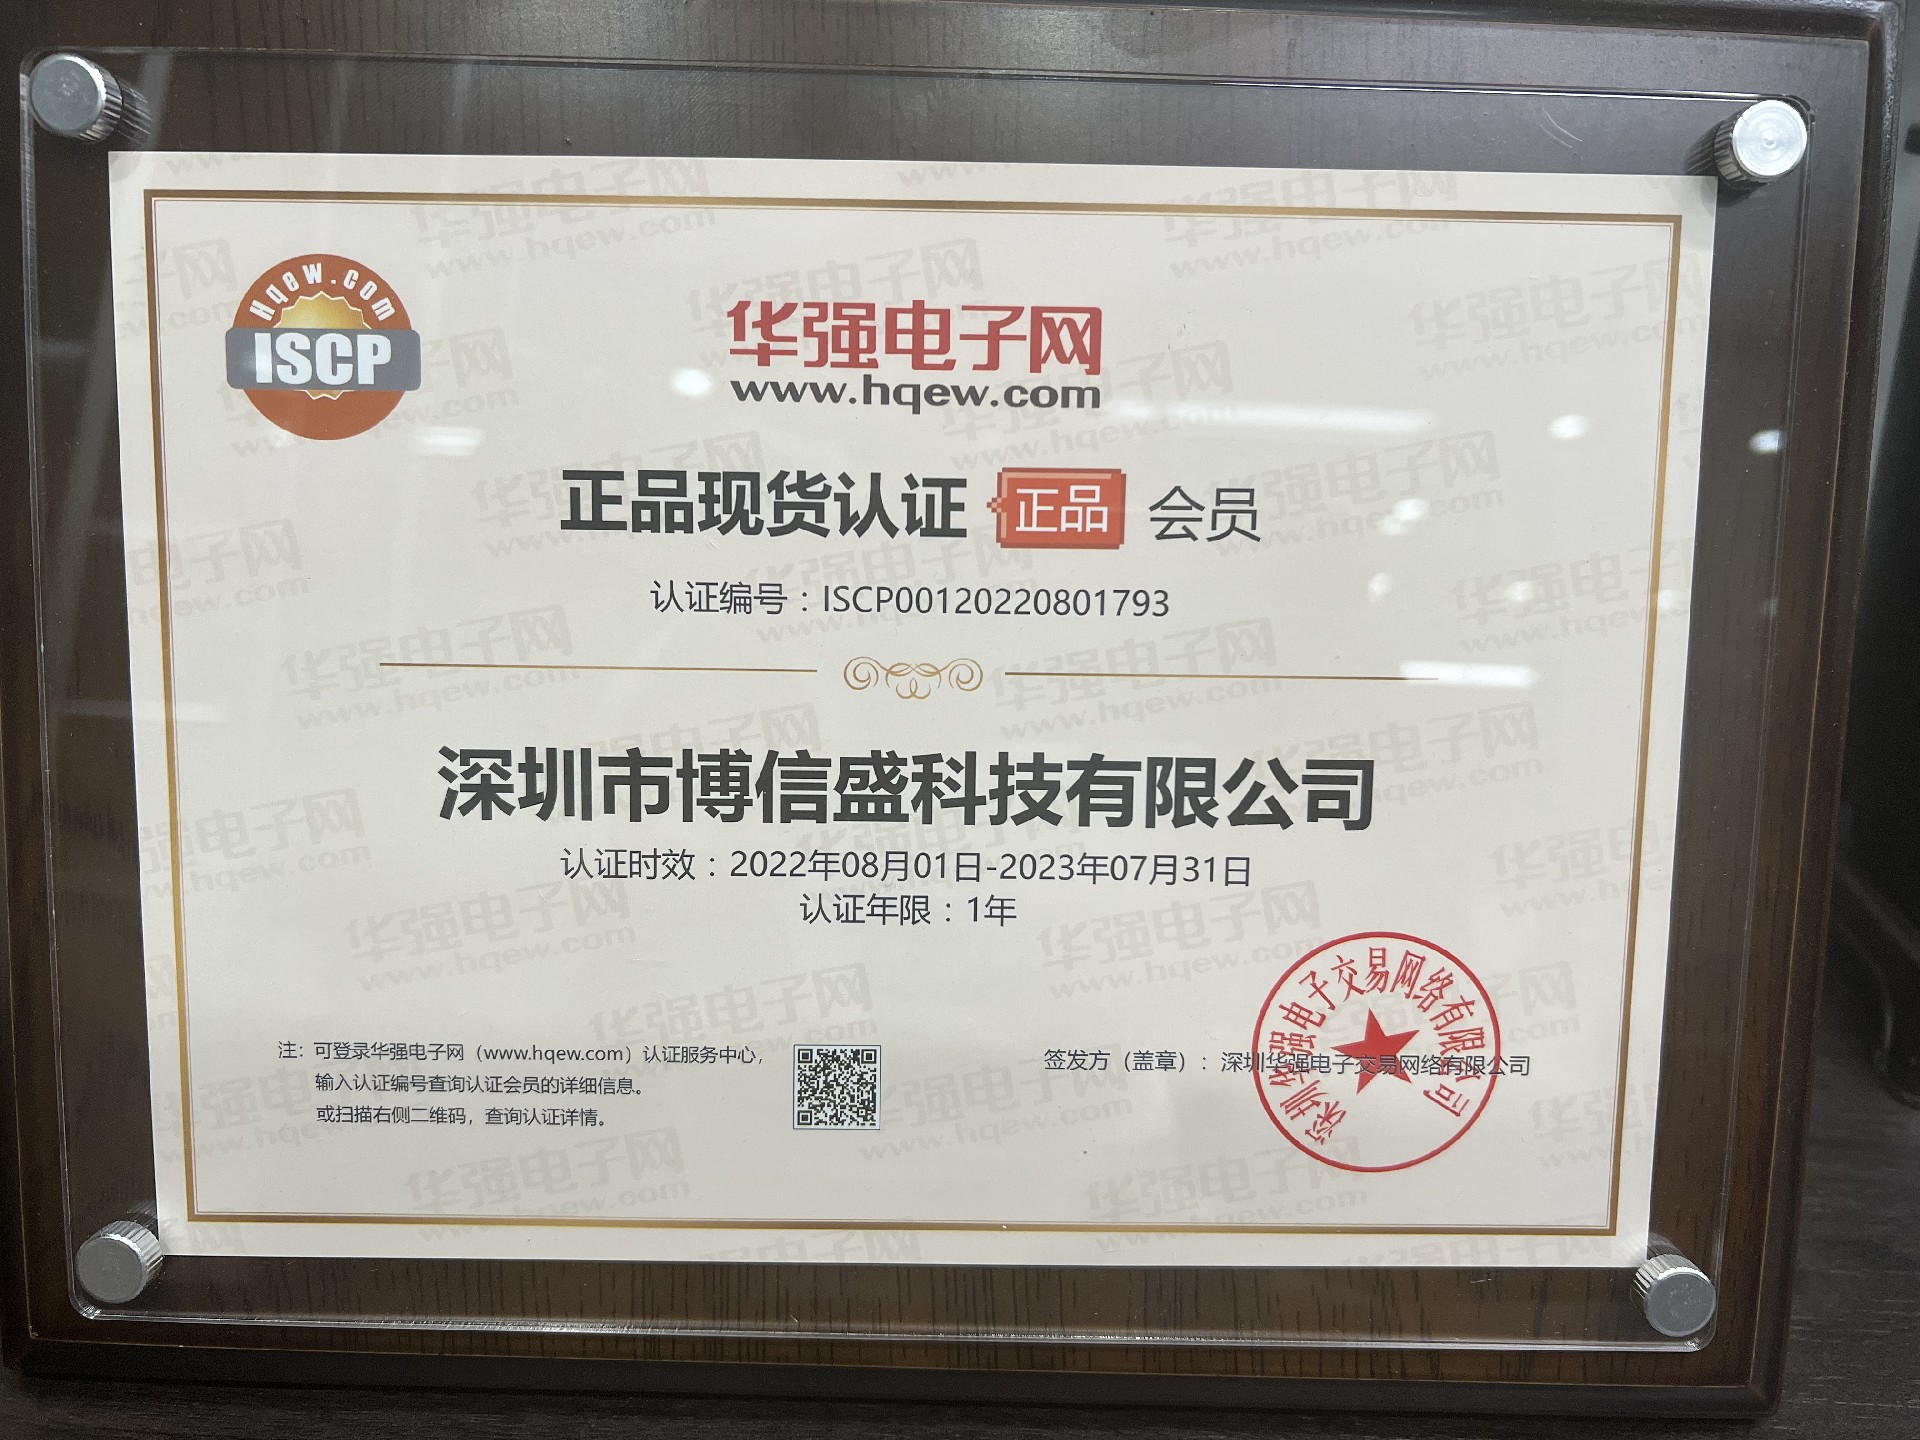 Hqew.com
ISCP
华强电子网
www.hqew.com
正品现货认证 正品 会员
认证编号：ISCP00120220801793
深圳市博信盛科技有限公司
认证时效：2022年08月01日-2023年07月31日
认证年限：1年
注：可登录华强电子网（www.hqew.com）认证服务中心，
输入认证编号查询认证会员的详细信息。
或扫描右侧二维码，查询认证详情。
签发方（盖章）：深圳华强电子交易网络有限公司
深圳华强电子交易网络有限公司